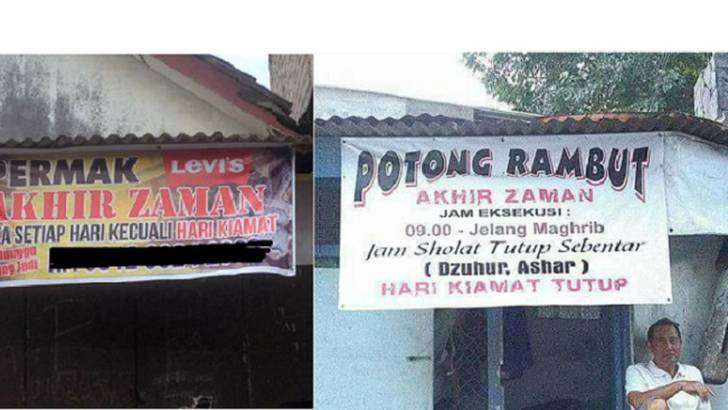 PERMAK
LEVI'S
AKHIR ZAMAN
SETIAP HARI KECUALI HARI KIAMAT
POTONG RAMBUT
AKHIR ZAMAN
JAM EKSEKUSI :
09.00 - Jelang Maghrib
Jam Sholat Tutup Sebentar
( Dzuhur, Ashar )
HARI KIAMAT TUTUP